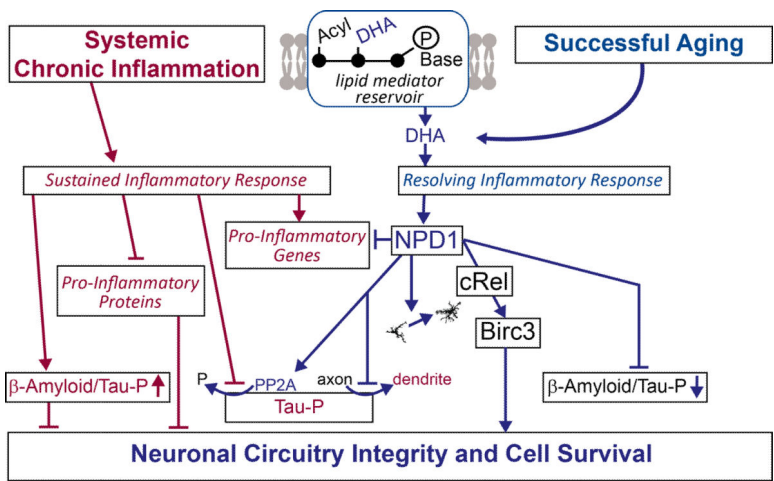 Systemic
Chronic Inflammation
Acyl
DHA
P
Base
lipid mediator
reservoir
Successful Aging
DHA
Sustained Inflammatory Response
Resolving Inflammatory Response
Pro-Inflammatory
Genes
NPD1
Pro-Inflammatory
Proteins
cRel
Birc3
β-Amyloid/Tau-P
P
PP2A
axon
dendrite
Tau-P
β-Amyloid/Tau-P
Neuronal Circuitry Integrity and Cell Survival